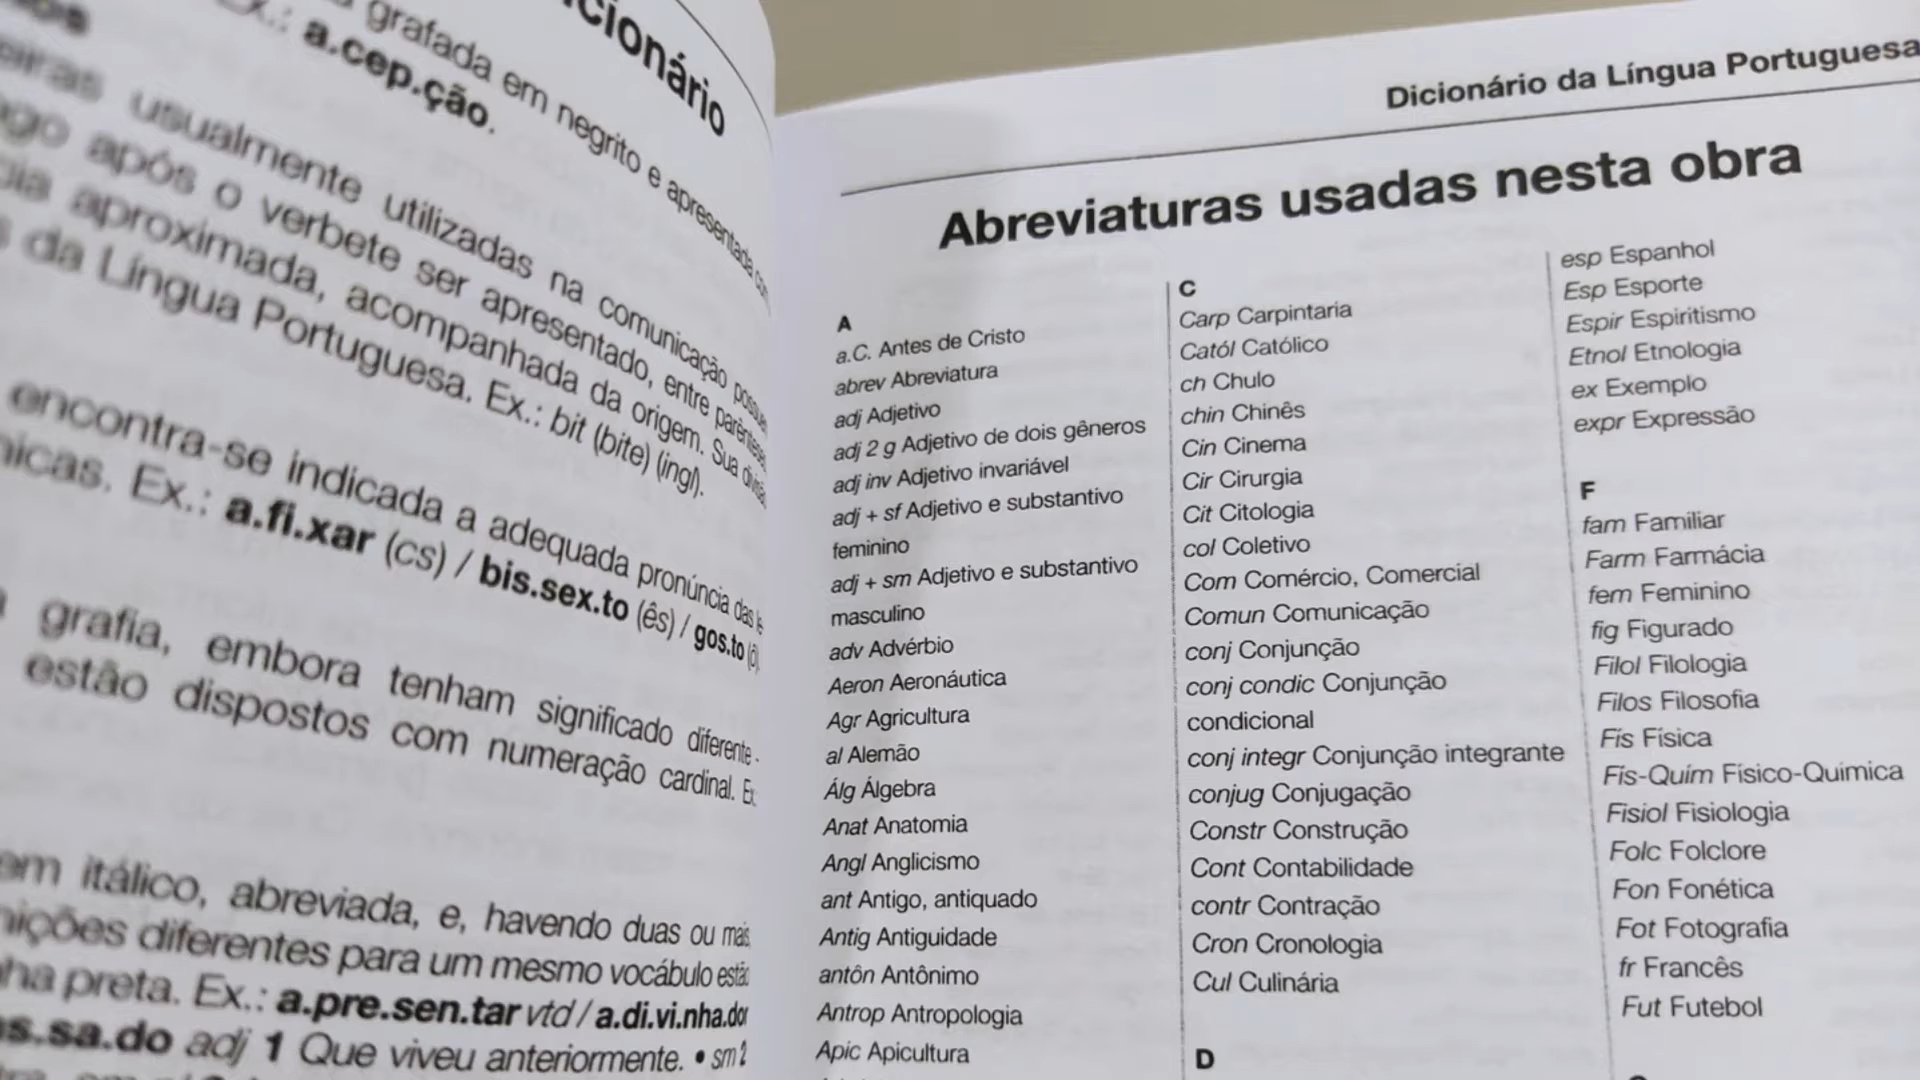 cionário
grafada em negrito e apresentada
a.cep.ção.
usualmente utilizadas na comunicação
após o verbete ser apresentado, entre parênteses,
aproximada, acompanhada da origem. Sua
da Língua Portuguesa. Ex.: bit (bite) (ingl).
encontra-se indicada a adequada pronúncia das
Ex.: a.fi.xar (cs) / bis.sex.to (ês) / gos.to (ô)
grafia, embora tenham significado diferente
estão dispostos com numeração cardinal. Ex
em itálico, abreviada, e, havendo duas ou mais
diferentes para um mesmo vocábulo estão
preta. Ex.: a.pre.sen.tar vtd / a.di.vi.nha.dor
s.sa.do adj 1 Que viveu anteriormente. • sm 2
Dicionário da Língua Portuguesa
Abreviaturas usadas nesta obra
A
a.C. Antes de Cristo
abrev Abreviatura
adj Adjetivo
adj 2 g Adjetivo de dois gêneros
adj inv Adjetivo invariável
adj + sf Adjetivo e substantivo
feminino
adj + sm Adjetivo e substantivo
masculino
adv Advérbio
Aeron Aeronáutica
Agr Agricultura
al Alemão
Álg Álgebra
Anat Anatomia
Angl Anglicismo
ant Antigo, antiquado
Antig Antiguidade
antôn Antônimo
Antrop Antropologia
Apic Apicultura
C
Carp Carpintaria
Catól Católico
ch Chulo
chin Chinês
Cin Cinema
Cir Cirurgia
Cit Citologia
col Coletivo
Com Comércio, Comercial
Comun Comunicação
conj Conjunção
conj condic Conjunção
condicional
conj integr Conjunção integrante
conjug Conjugação
Constr Construção
Cont Contabilidade
contr Contração
Cron Cronologia
Cul Culinária
D
esp Espanhol
Esp Esporte
Espir Espiritismo
Etnol Etnologia
ex Exemplo
expr Expressão
F
fam Familiar
Farm Farmácia
fem Feminino
fig Figurado
Filol Filologia
Filos Filosofia
Fís Física
Fís-Quím Físico-Química
Fisiol Fisiologia
Folc Folclore
Fon Fonética
Fot Fotografia
fr Francês
Fut Futebol